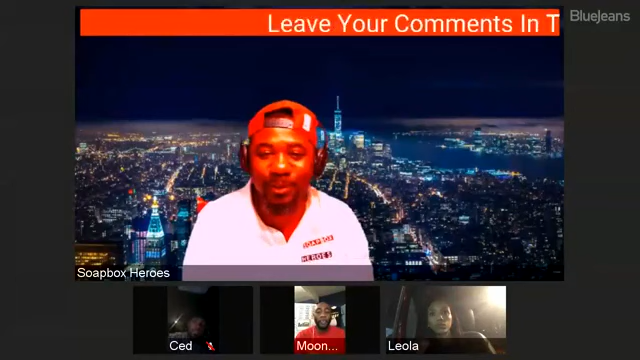 Leave Your Comments In T
BlueJeans
SOAPBOX
HEROES
Soapbox Heroes
Ced
Moon...
Leola